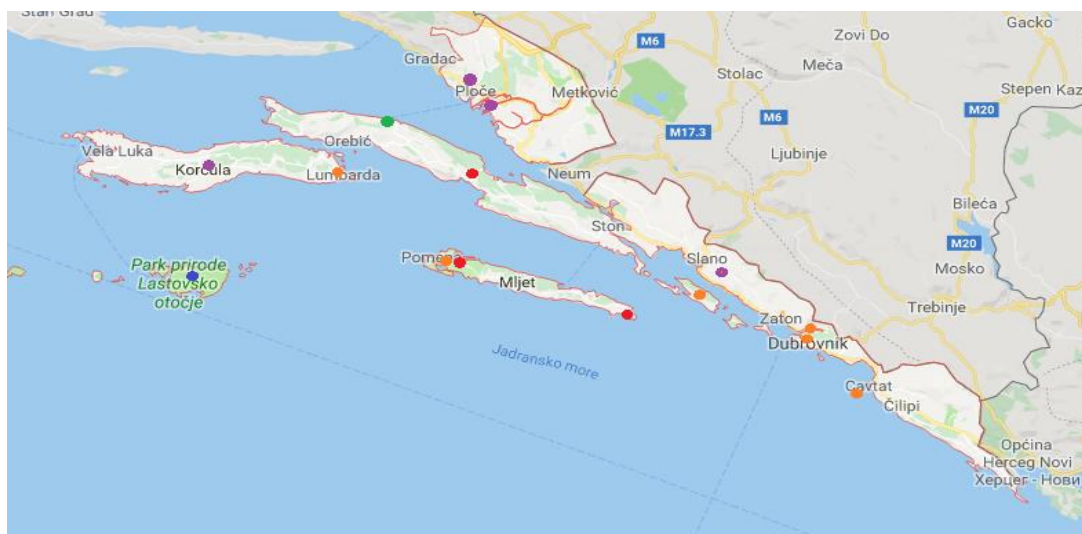 Stari Grad
Gacko
Zovi Do
M6
Gradac
Meča
Stolac
Ploče
Metković
Stepen Kaz
M20
M6
M17.3
Orebić
Vela Luka
Ljubinje
Korčula
Lumbarda
Neum
Bileća
Ston
M20
Pomena
Slano
Park prirode
Lastovsko
otočje
Mosko
Mljet
Trebinje
Zaton
Dubrovnik
Jadransko more
Cavtat
Čilipi
Općina
Herceg Novi
Херцег - Нови